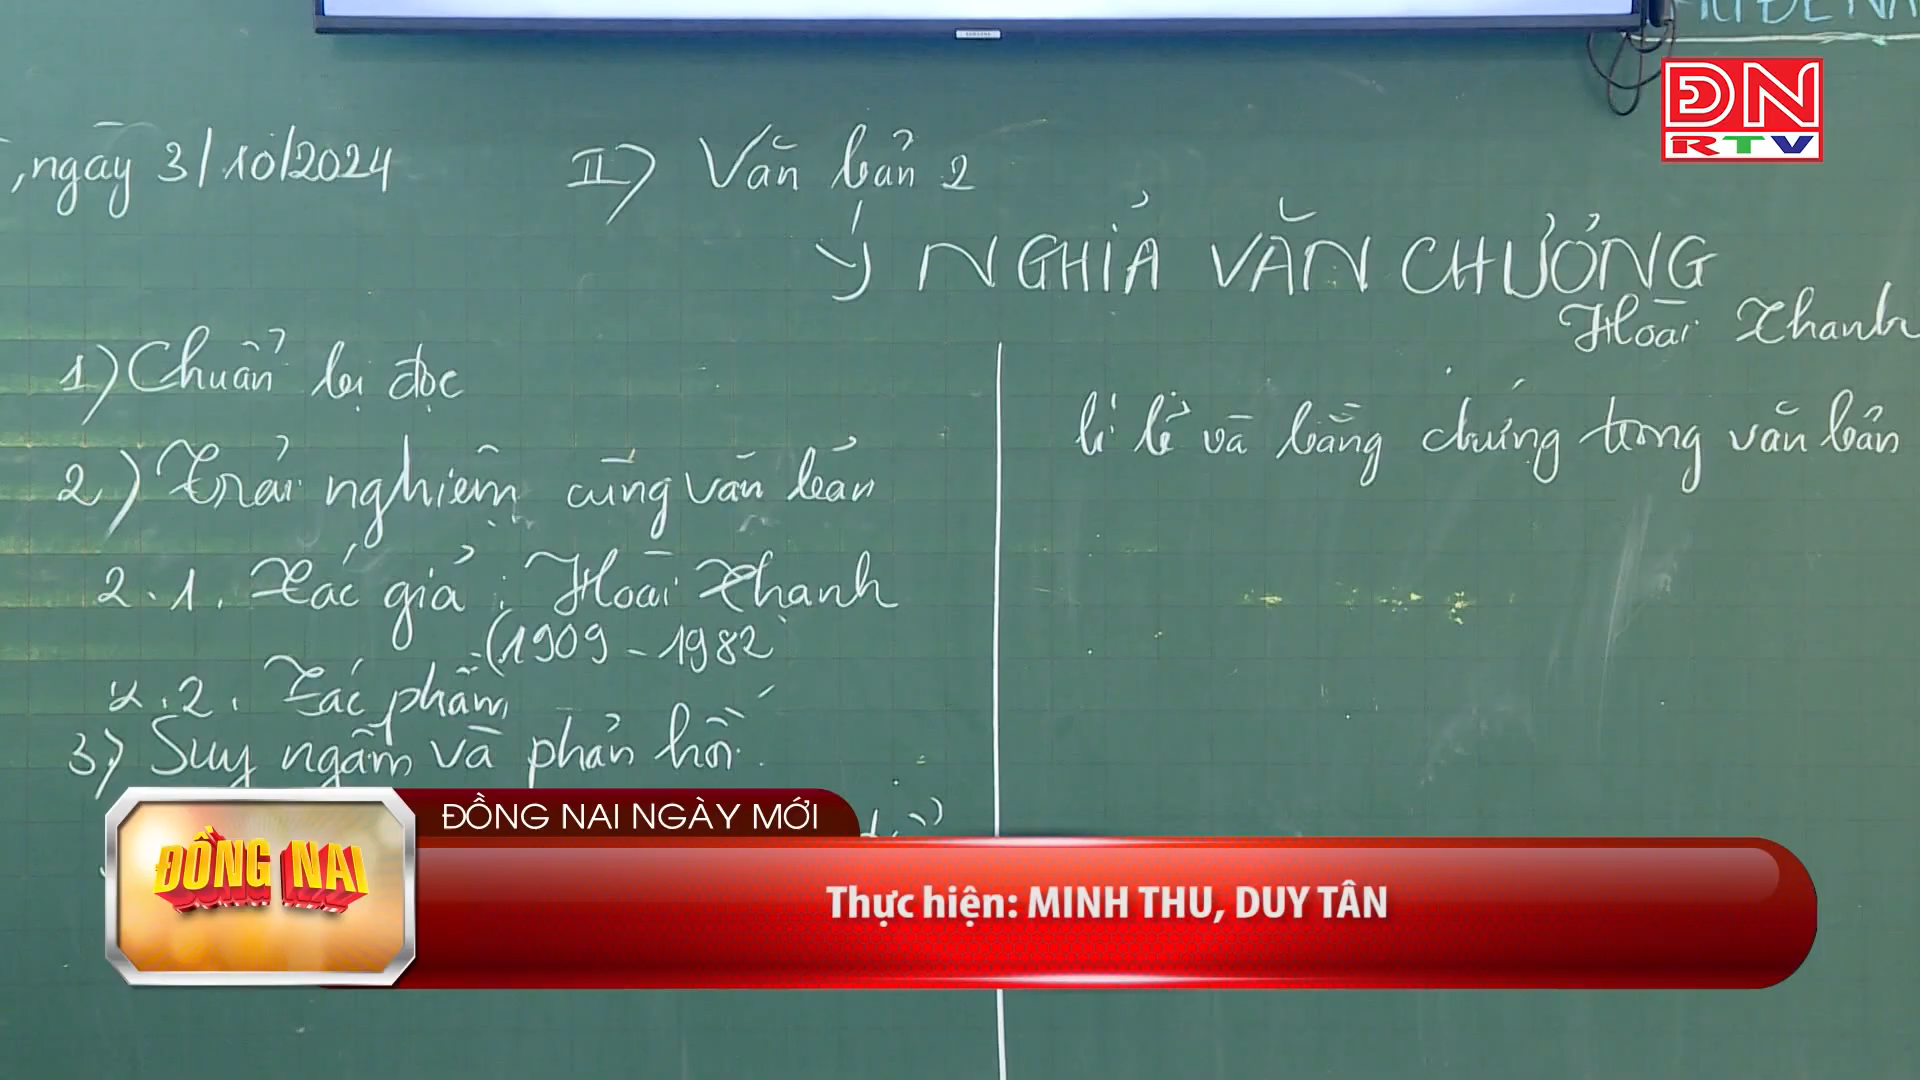 , ngày 3/10/2024
II) Văn bản 2
Ý NGHĨA VĂN CHƯƠNG
Hoài Thanh
1) Chuẩn bị đọc
2) Trải nghiệm cùng văn bản
2.1. Tác giả : Hoài Thanh
(1909 - 1982
2.2. Tác phẩm
3) Suy ngẫm và phản hồi
lí lẽ và bằng chứng trong văn bản
SAMSUNG
ĐN
RTV
ĐỒNG NAI NGÀY MỚI
ĐỒNG NAI
Thực hiện: MINH THU, DUY TÂN